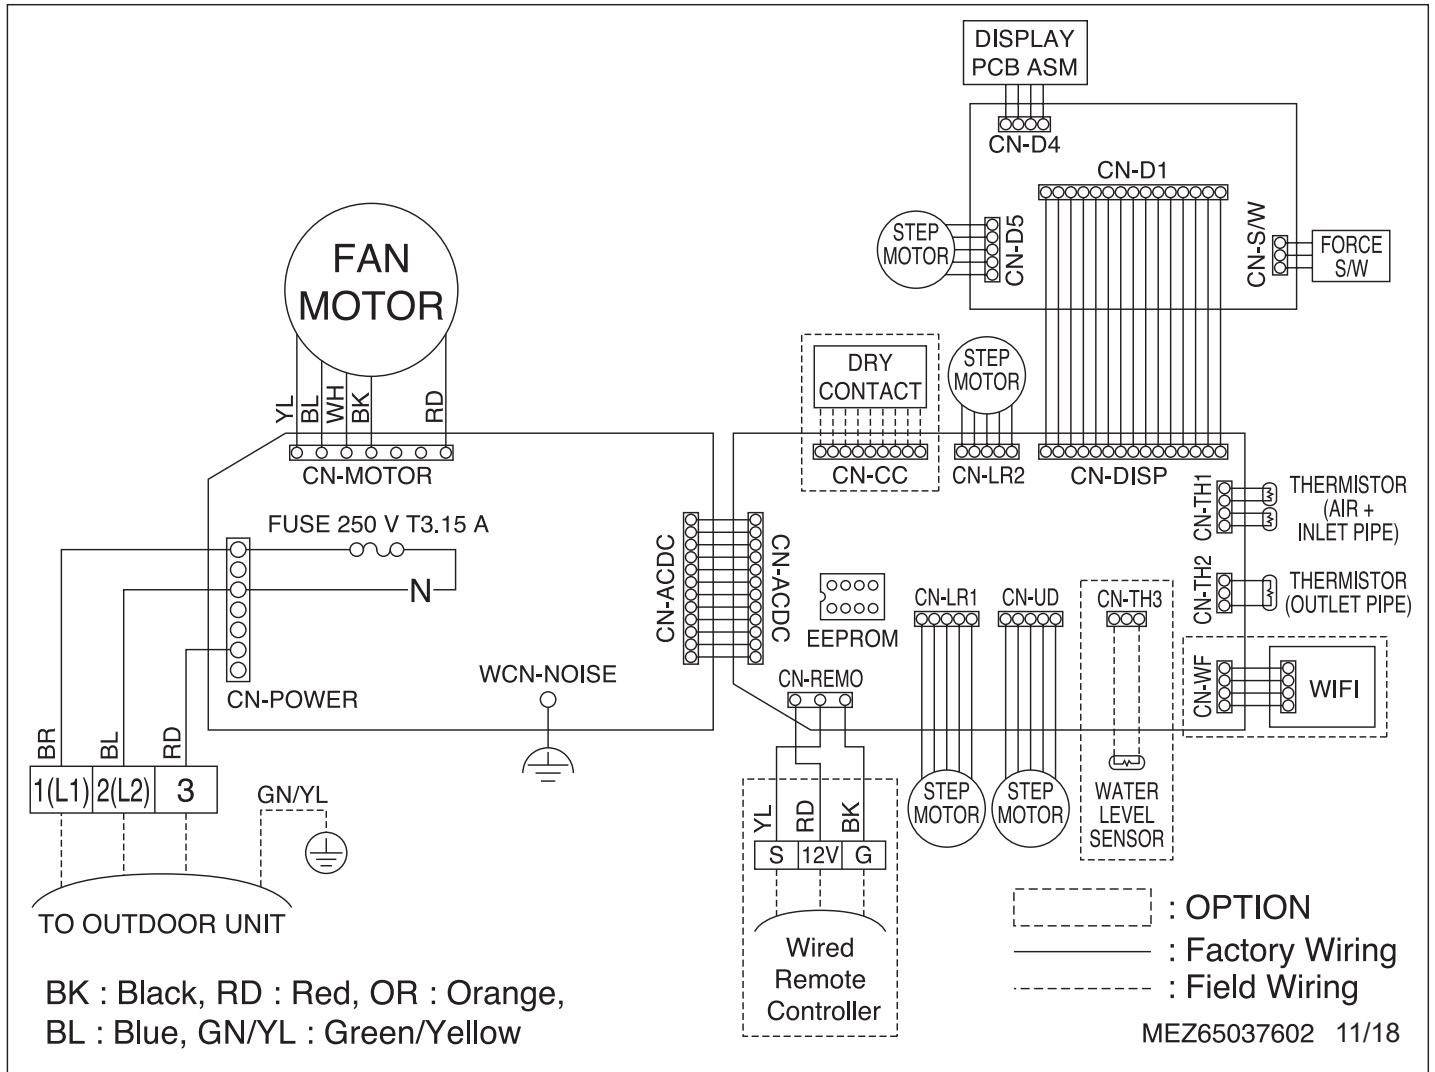 DISPLAY
PCB ASM
CN-D4
CN-D1
STEP
MOTOR
CN-D5
CN-S/W
FORCE
S/W
FAN
MOTOR
YL
BL
WH
BK
RD
CN-MOTOR
DRY
CONTACT
CN-CC
STEP
MOTOR
CN-LR2
CN-DISP
CN-TH1
THERMISTOR
(AIR +
INLET PIPE)
FUSE 250 V T3.15 A
N
CN-POWER
CN-ACDC
CN-ACDC
EEPROM
CN-LR1
CN-UD
CN-TH3
CN-TH2
THERMISTOR
(OUTLET PIPE)
WCN-NOISE
CN-REMO
CN-WF
WIFI
BR
BL
RD
1(L1)
2(L2)
3
GN/YL
TO OUTDOOR UNIT
YL
RD
BK
S
12V
G
Wired
Remote
Controller
STEP
MOTOR
STEP
MOTOR
WATER
LEVEL
SENSOR
: OPTION
: Factory Wiring
: Field Wiring
BK : Black, RD : Red, OR : Orange,
BL : Blue, GN/YL : Green/Yellow
MEZ65037602 11/18